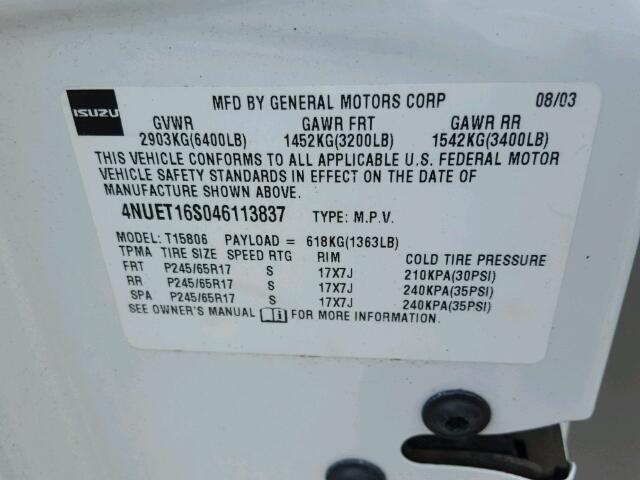 ISUZU
MFD BY GENERAL MOTORS CORP 08/03
GVWR GAWR FRT GAWR RR
2903KG(6400LB) 1452KG(3200LB) 1542KG(3400LB)
THIS VEHICLE CONFORMS TO ALL APPLICABLE U.S. FEDERAL MOTOR
VEHICLE SAFETY STANDARDS IN EFFECT ON THE DATE OF
MANUFACTURE SHOWN ABOVE.
4NUET16S046113837 TYPE: M.P.V.
MODEL: T15806 PAYLOAD = 618KG(1363LB)
TPMA TIRE SIZE SPEED RTG RIM COLD TIRE PRESSURE
FRT P245/65R17 S 17X7J 210KPA(30PSI)
RR P245/65R17 S 17X7J 240KPA(35PSI)
SPA P245/65R17 S 17X7J 240KPA(35PSI)
SEE OWNER'S MANUAL i FOR MORE INFORMATION.